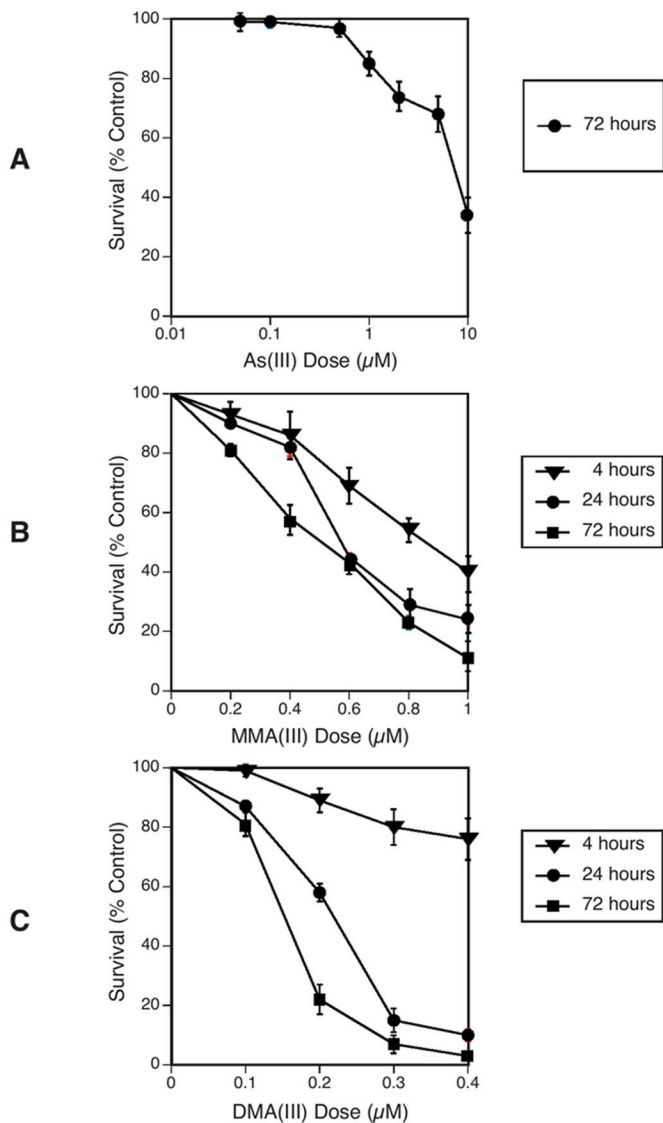 A
Survival (% Control)
100
80
60
40
20
0
0.01
0.1
1
10
As(III) Dose (µM)
72 hours
B
Survival (% Control)
100
80
60
40
20
0
0
0.2
0.4
0.6
0.8
1
MMA(III) Dose (µM)
4 hours
24 hours
72 hours
C
Survival (% Control)
100
80
60
40
20
0
0
0.1
0.2
0.3
0.4
DMA(III) Dose (µM)
4 hours
24 hours
72 hours